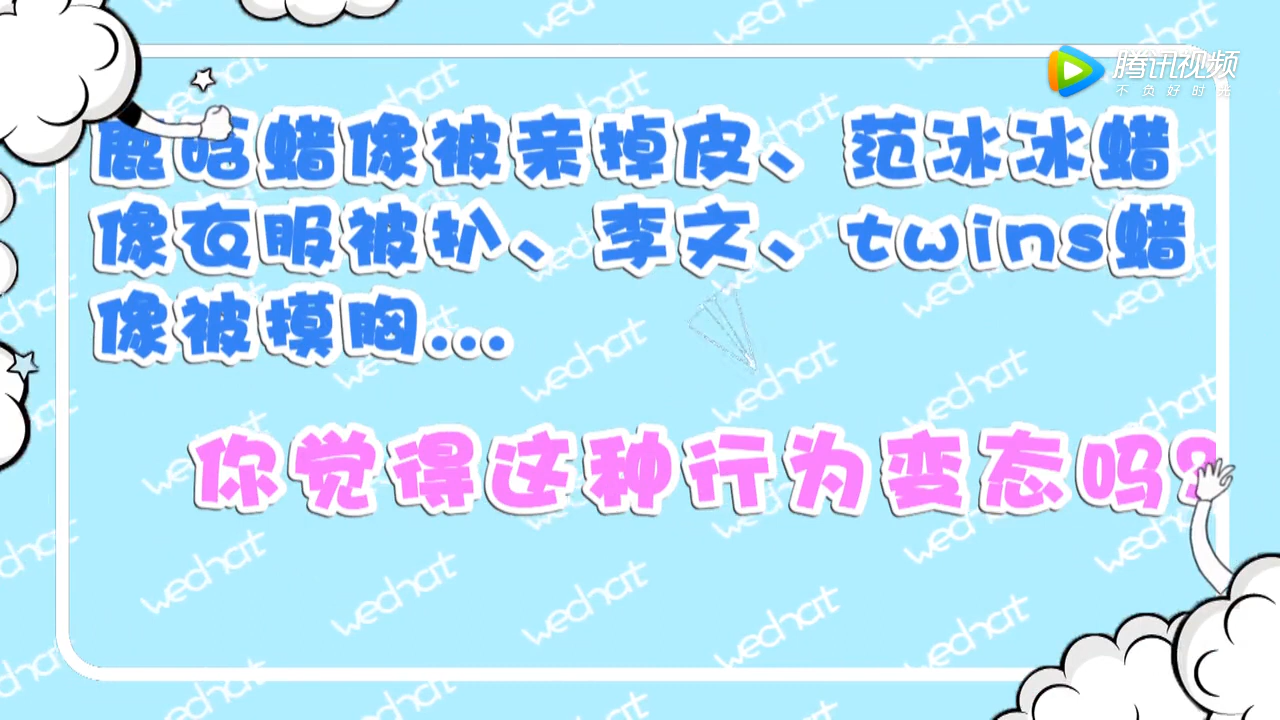 腾讯视频
不负好时光
鹿晗蜡像被亲掉皮、范冰冰蜡
像衣服被扒、李文、twins蜡
像被摸胸...
你觉得这种行为变态吗?
wechat